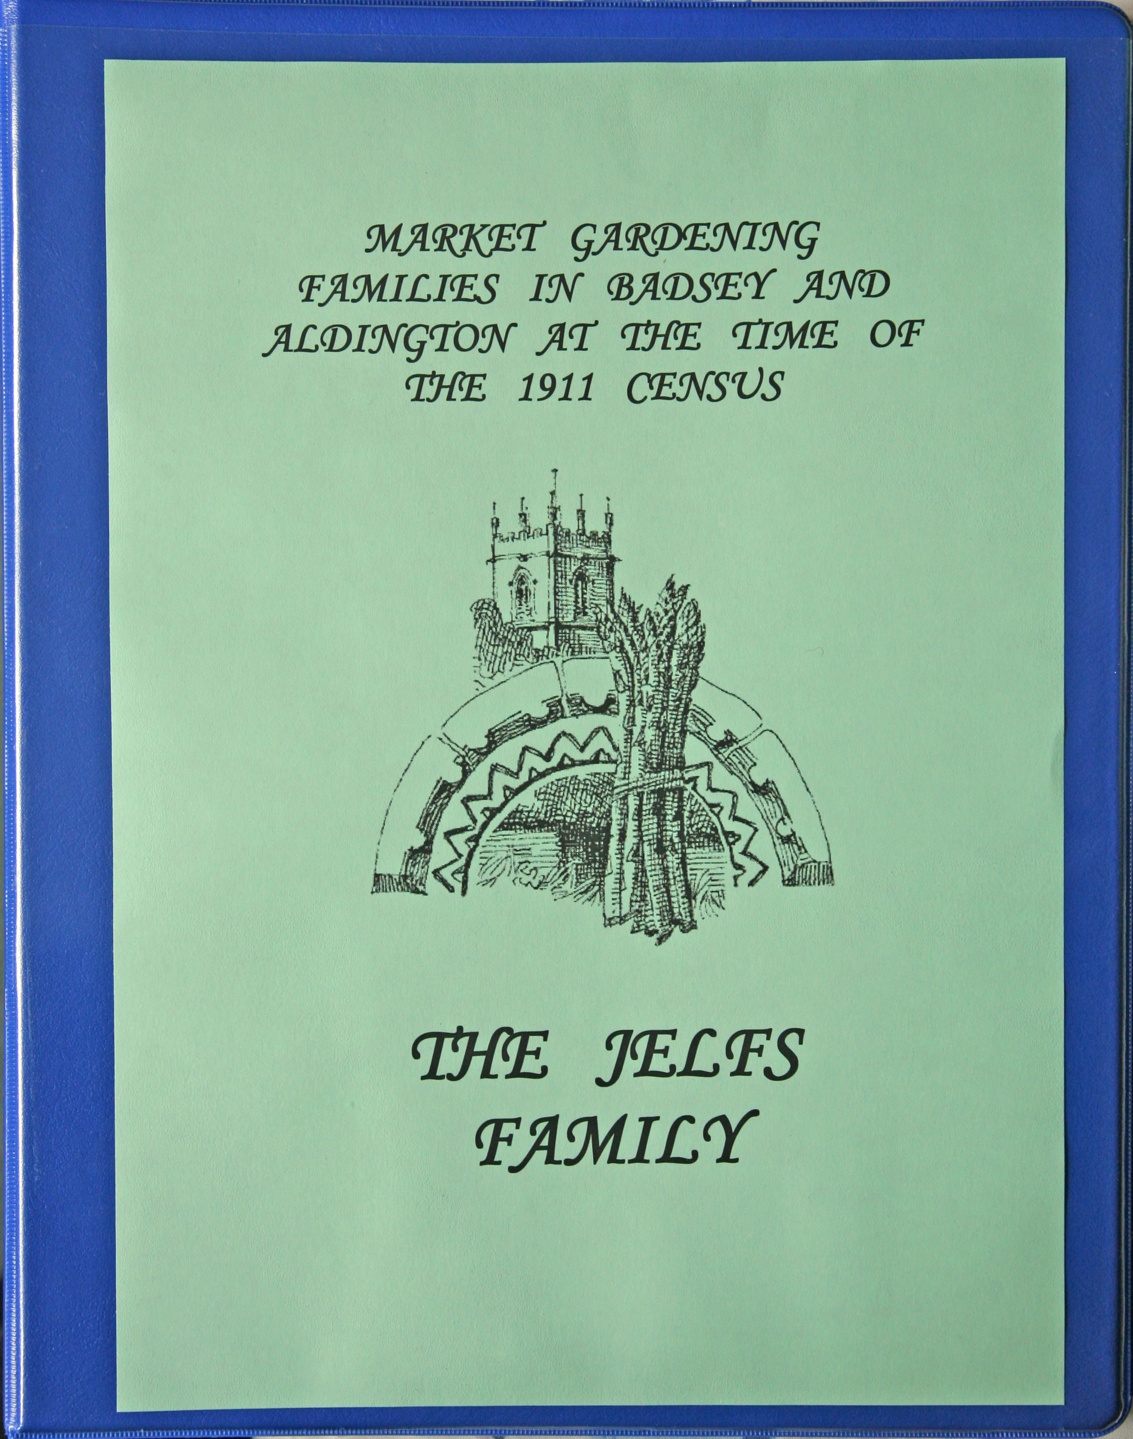 MARKET GARDENING
FAMILIES IN BADSEY AND
ALDINGTON AT THE TIME OF
THE 1911 CENSUS
THE JELFS
FAMILY